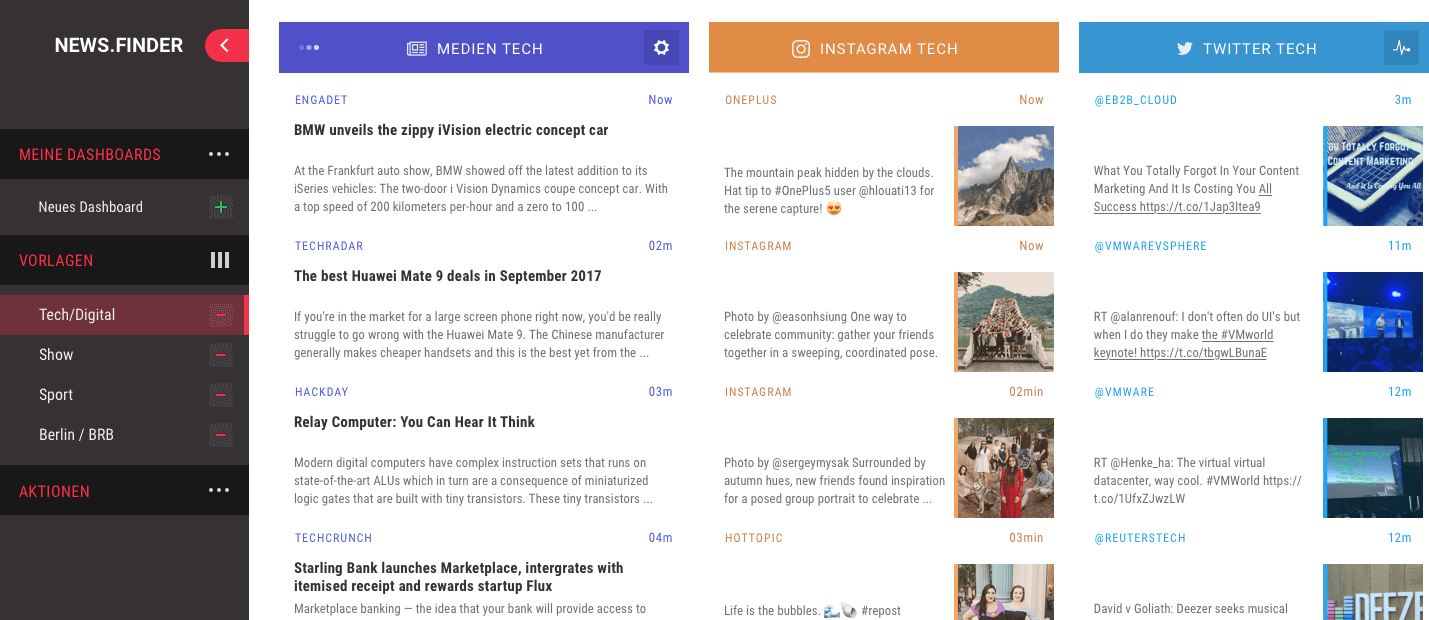 NEWS.FINDER
MEINE DASHBOARDS
Neues Dashboard
VORLAGEN
Tech/Digital
Show
Sport
Berlin / BRB
AKTIONEN
MEDIEN TECH
ENGADET Now
BMW unveils the zippy iVision electric concept car
At the Frankfurt auto show, BMW showed off the latest addition to its
iSeries vehicles: The two-door i Vision Dynamics coupe concept car. With
a top speed of 200 kilometers per-hour and a zero to 100 ...
TECHRADAR 02m
The best Huawei Mate 9 deals in September 2017
If you're in the market for a large screen phone right now, you'd be really
struggle to go wrong with the Huawei Mate 9. The Chinese manufacturer
generally makes cheaper handsets and this is the best yet from the ...
HACKDAY 03m
Relay Computer: You Can Hear It Think
Modern digital computers have complex instruction sets that runs on
state-of-the-art ALUs which in turn are a consequence of miniaturized
logic gates that are built with tiny transistors. These tiny transistors ...
TECHCRUNCH 04m
Starling Bank launches Marketplace, intergrates with
itemised receipt and rewards startup Flux
Marketplace banking — the idea that your bank will provide access to
INSTAGRAM TECH
ONEPLUS Now
The mountain peak hidden by the clouds.
Hat tip to #OnePlus5 user @hlouati13 for
the serene capture! 😍
INSTAGRAM Now
Photo by @easonhsiung One way to
celebrate community: gather your friends
together in a sweeping, coordinated pose.
INSTAGRAM 02min
Photo by @sergeymysak Surrounded by
autumn hues, new friends found inspiration
for a posed group portrait to celebrate ...
HOTTOPIC 03min
Life is the bubbles. 🌊🐚 #repost
TWITTER TECH
@EB2B_CLOUD 3m
What You Totally Forgot In Your Content
Marketing And It Is Costing You All
Success https://t.co/1Jap3Itea9
OU TOTALLY FORGOT IN
CONTENT MARKETING
And It Is Costing You All
@VMWAREVSPHERE 11m
RT @alanrenouf: I don't often do UI's but
when I do they make the #VMworld
keynote! https://t.co/tbgwLBunaE
@VMWARE 12m
RT @Henke_ha: The virtual virtual
datacenter, way cool. #VMWorld https://
t.co/1UfxZJwzLW
@REUTERSTECH 12m
David v Goliath: Deezer seeks musical
DEEZE